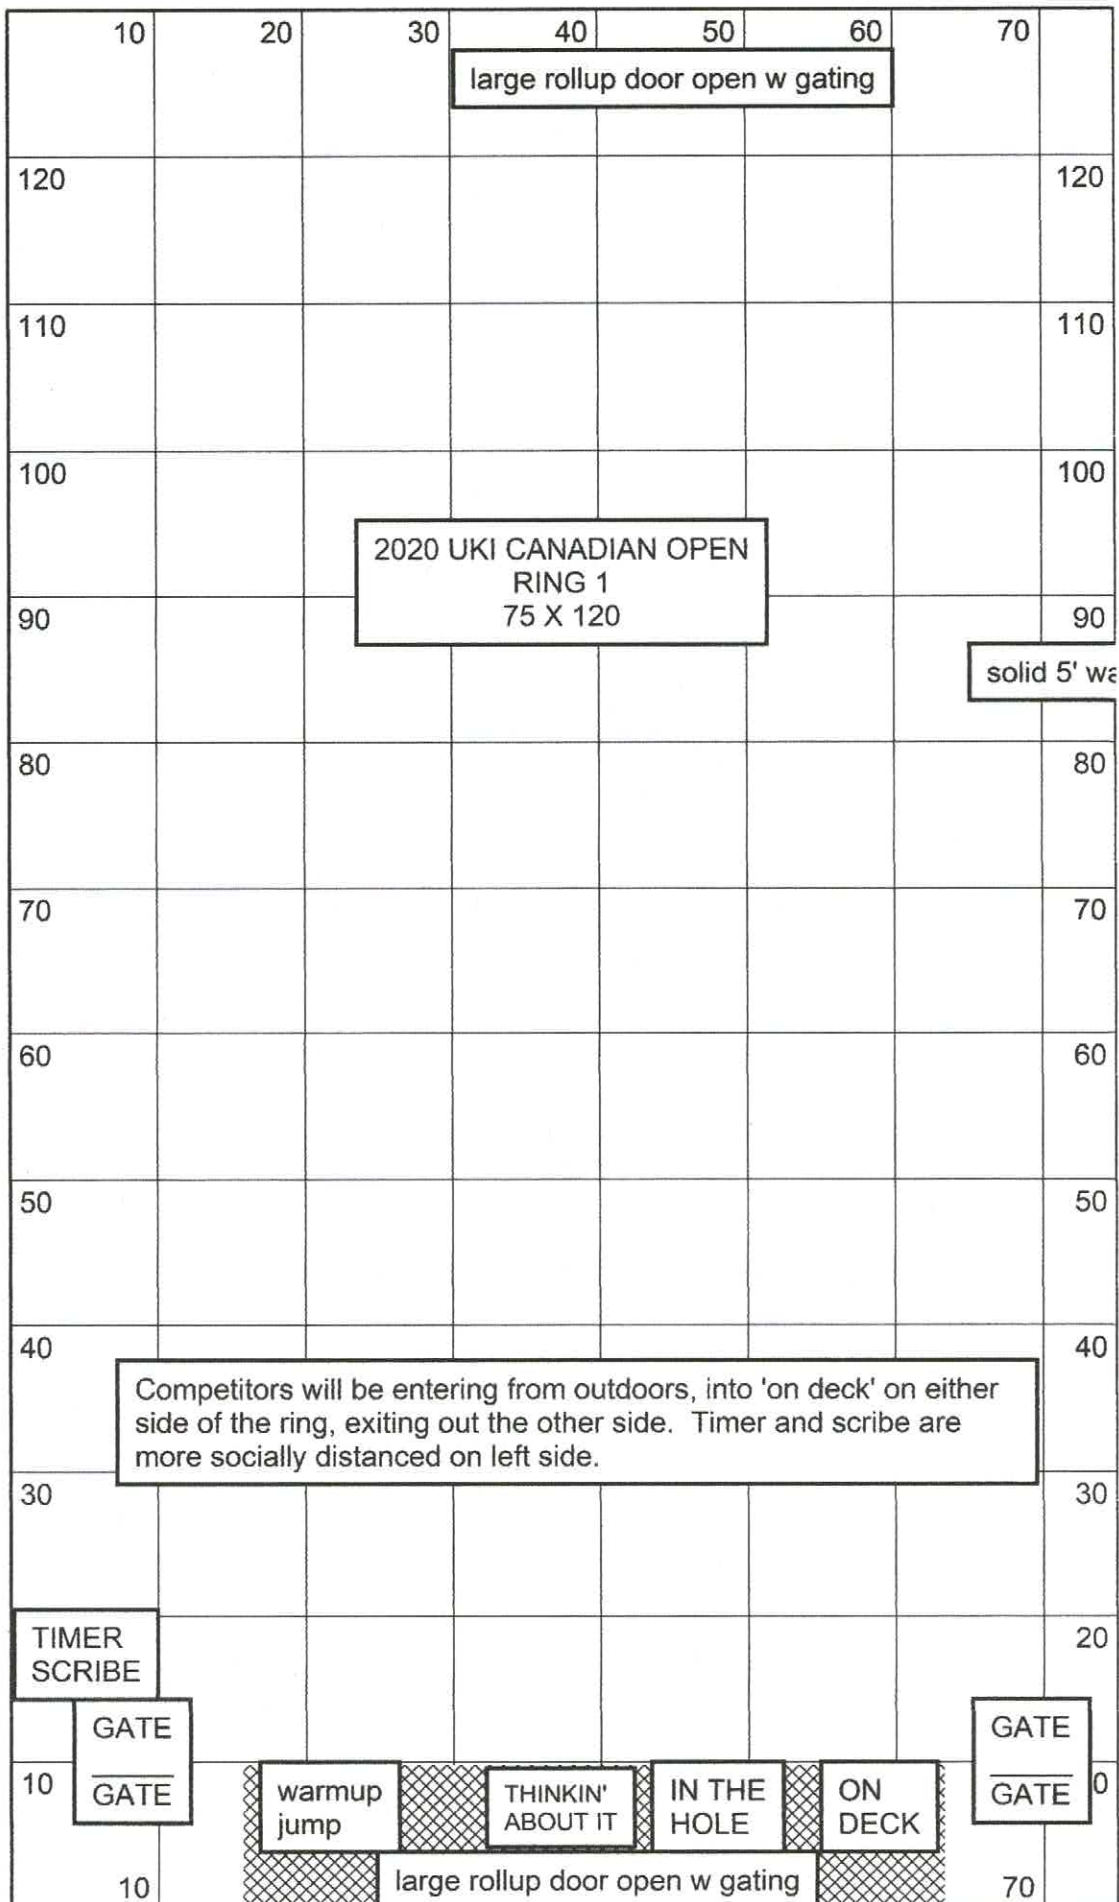 10 20 30 40 50 60 70
large rollup door open w gating
120 120
110 110
100 100
2020 UKI CANADIAN OPEN
RING 1
75 X 120
90 90
solid 5'
80 80
70 70
60 60
50 50
40 40
Competitors will be entering from outdoors, into 'on deck' on either
side of the ring, exiting out the other side. Timer and scribe are
more socially distanced on left side.
30 30
TIMER
SCRIBE
20
GATE
GATE
GATE
GATE
10 0
warmup
jump
THINKIN'
ABOUT IT
IN THE
HOLE
ON
DECK
large rollup door open w gating
10 70